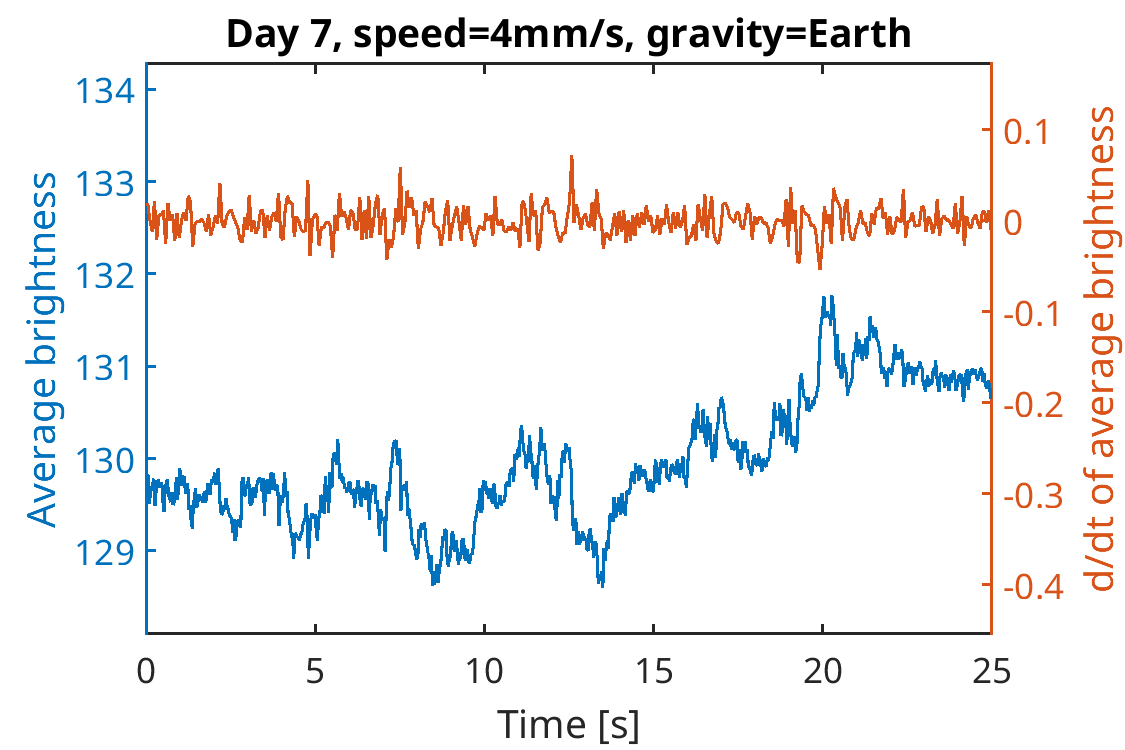 Day 7, speed=4mm/s, gravity=Earth
Average brightness
134
133
132
131
130
129
0.1
0
-0.1
-0.2
-0.3
-0.4
d/dt of average brightness
0 5 10 15 20 25
Time [s]